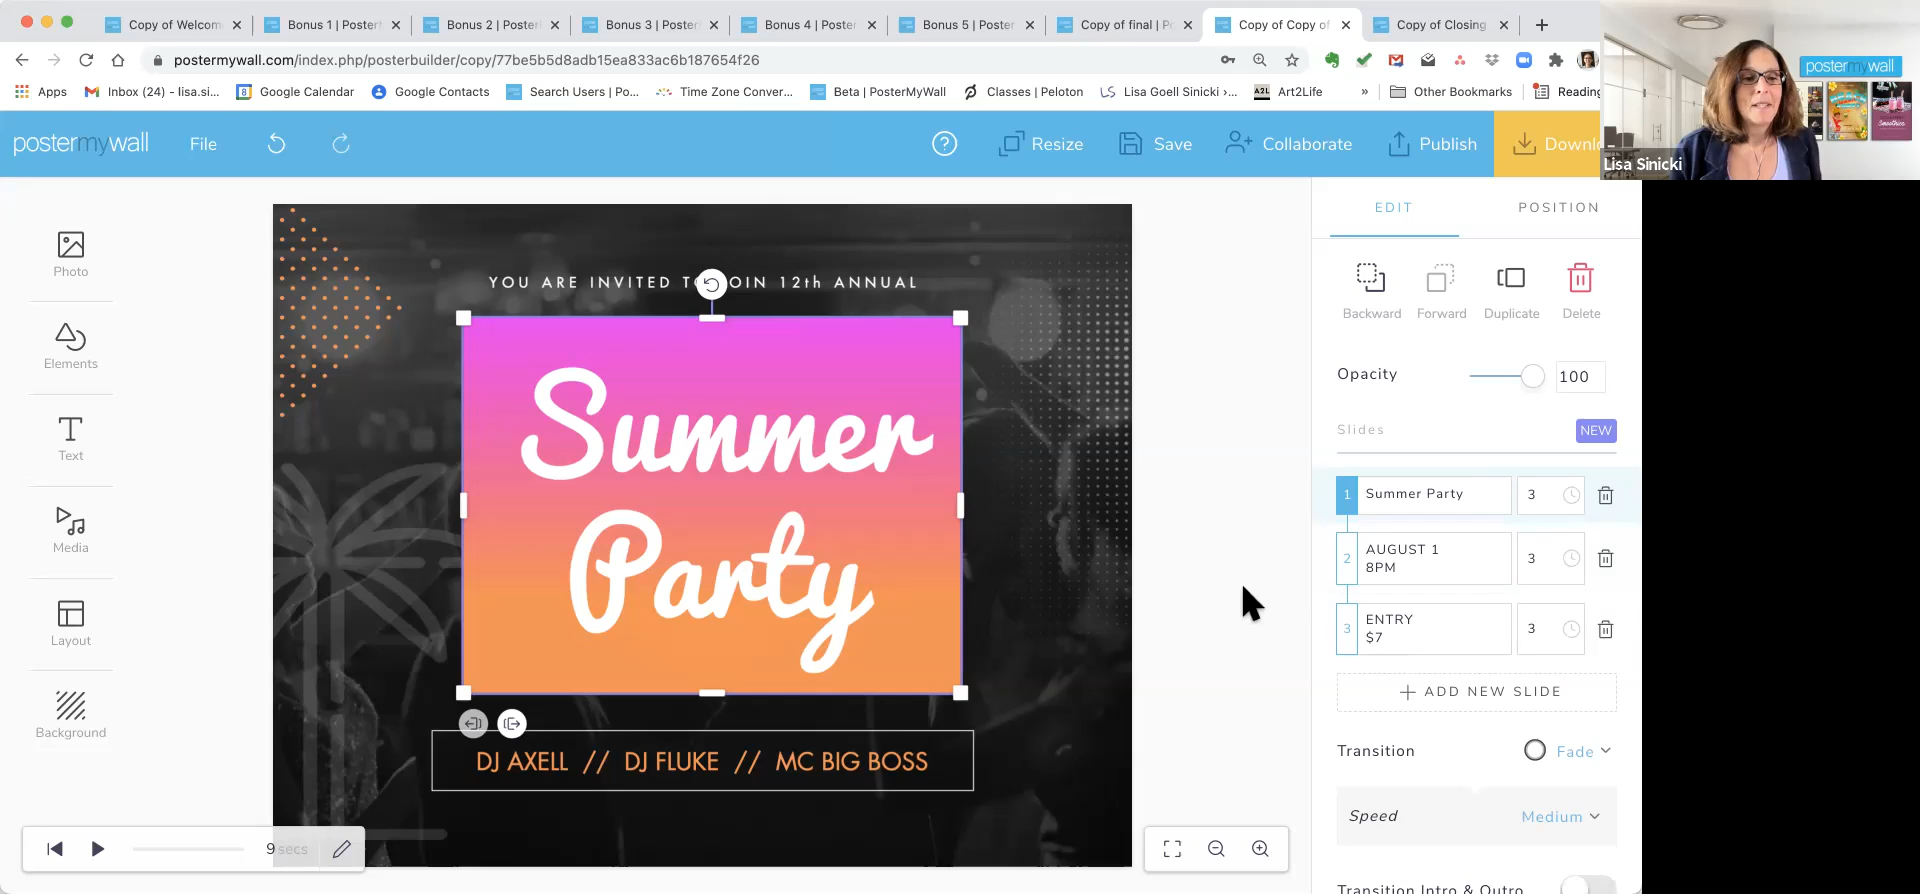 Copy of Welcom
Bonus 1 | Poster
Bonus 2 | Poster
Bonus 3 | Poster
Bonus 4 | Poster
Bonus 5 | Poster
Copy of final | Po
Copy of Copy of
Copy of Closing
postermywall.com/index.php/posterbuilder/copy/77be5b5d8adb15ea833ac6b187654f26
Apps
Inbox (24) - lisa.si...
8
Google Calendar
Google Contacts
Search Users | Po...
Time Zone Conver...
Beta | PosterMyWall
Classes | Peloton
LS
Lisa Goell Sinicki ›...
A2L
Art2Life
»
Other Bookmarks
Reading
postermywall
Smoothies
Lisa Sinicki
postermywall
File
?
Resize
Save
Collaborate
Publish
Downl
Photo
Elements
Text
Media
Layout
Background
YOU ARE INVITED TO JOIN 12th ANNUAL
Summer
Party
DJ AXELL // DJ FLUKE // MC BIG BOSS
9 secs
EDIT
POSITION
Backward
Forward
Duplicate
Delete
Opacity
100
Slides
NEW
1
Summer Party
3
2
AUGUST 1
8PM
3
3
ENTRY
$7
3
ADD NEW SLIDE
Transition
Fade
Speed
Medium
Transition Intro & Outro